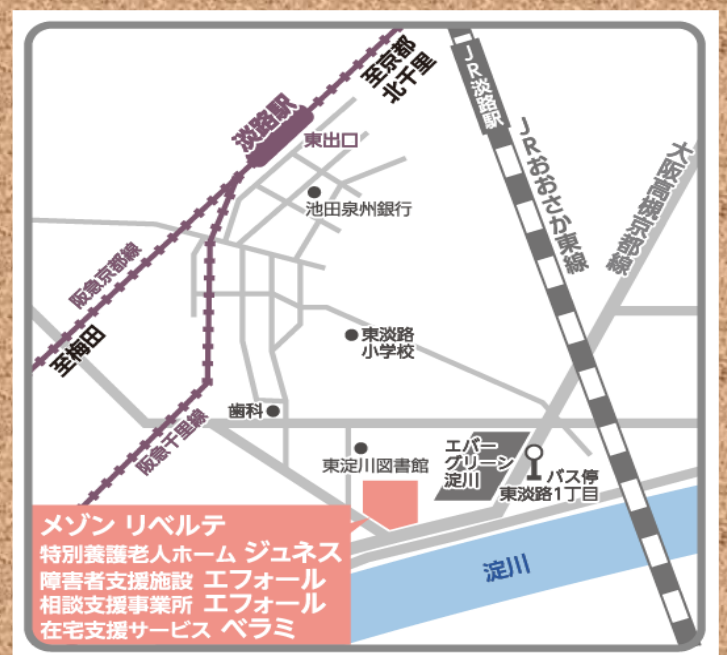 至京都
北千里
JR淡路駅
淡路駅
東出口
JRおおさか東線
大阪高槻京都線
池田泉州銀行
阪急京都線
至梅田
東淡路
小学校
歯科
阪急千里線
東淀川図書館
エバー
グリーン
淀川
バス停
東淡路1丁目
淀川
メゾン リベルテ
特別養護老人ホーム ジュネス
障害者支援施設 エフォール
相談支援事業所 エフォール
在宅支援サービス ベラミ